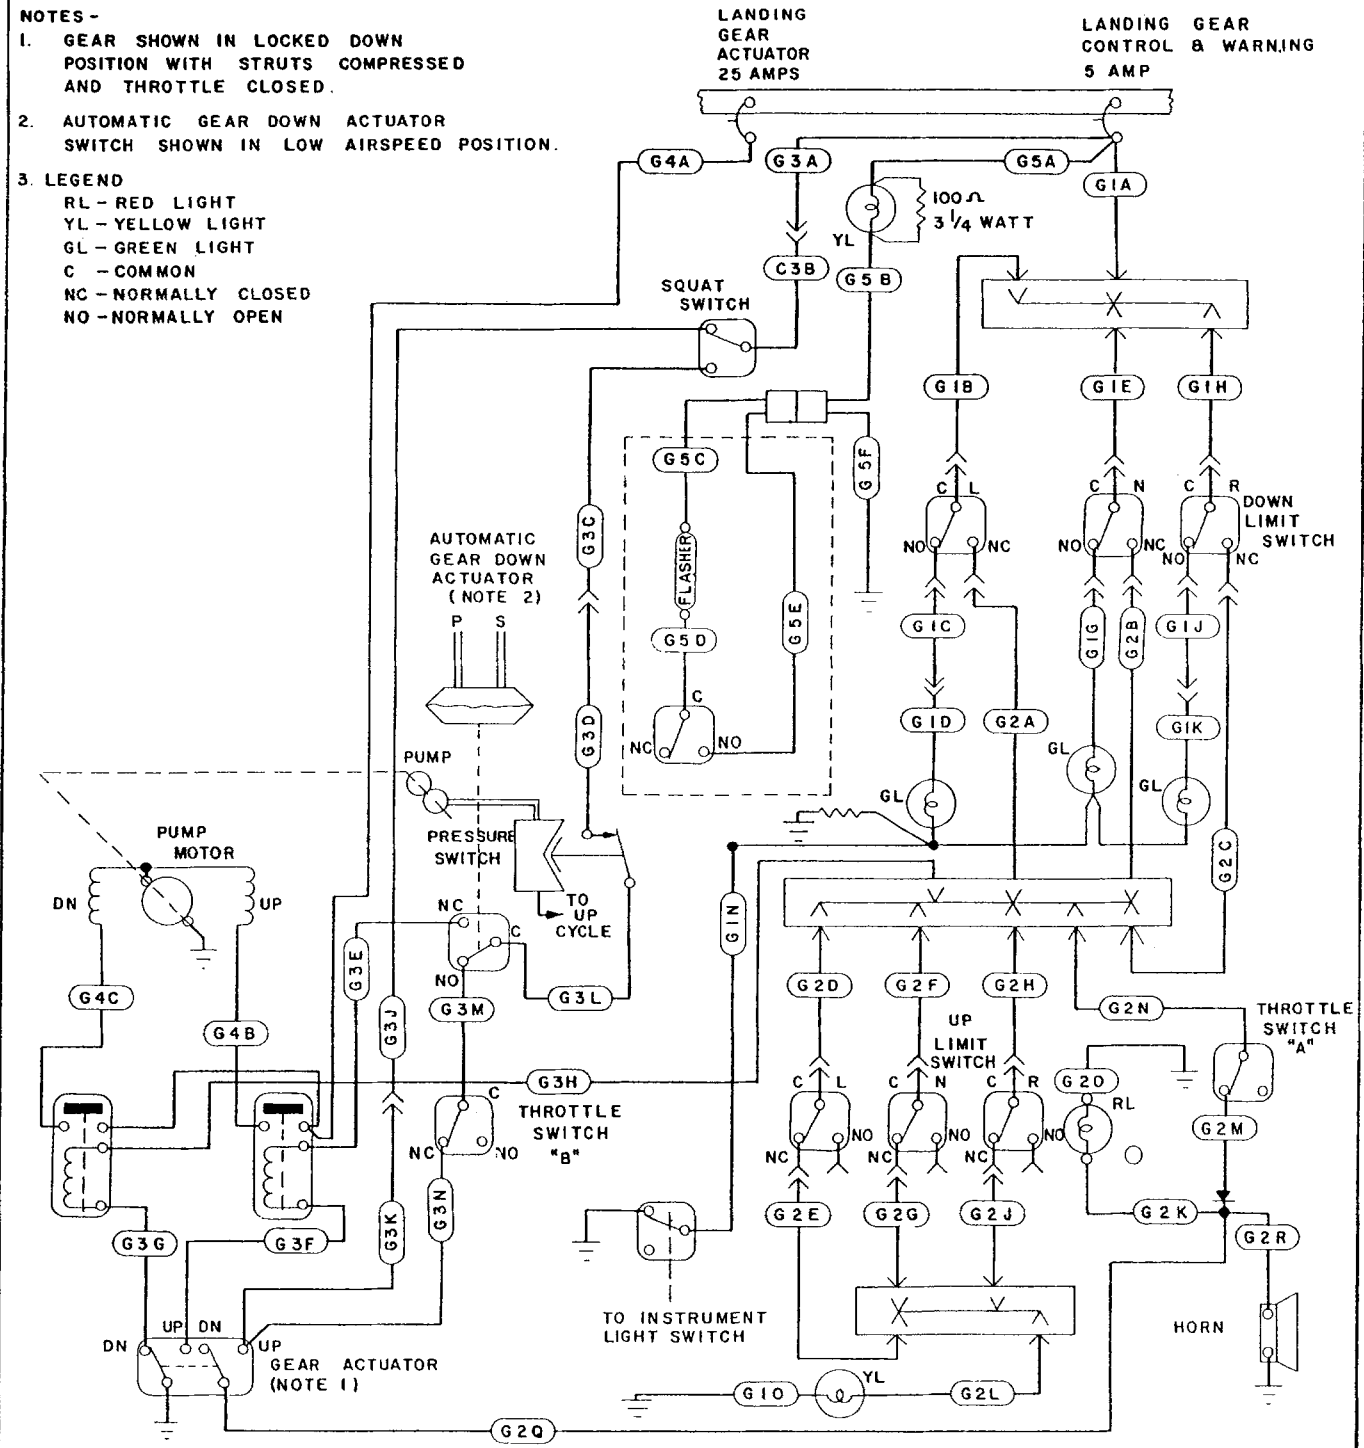 NOTES -
1. GEAR SHOWN IN LOCKED DOWN
POSITION WITH STRUTS COMPRESSED
AND THROTTLE CLOSED.
2. AUTOMATIC GEAR DOWN ACTUATOR
SWITCH SHOWN IN LOW AIRSPEED POSITION.
3. LEGEND
RL - RED LIGHT
YL - YELLOW LIGHT
GL - GREEN LIGHT
C - COMMON
NC - NORMALLY CLOSED
NO - NORMALLY OPEN
LANDING
GEAR
ACTUATOR
25 AMPS
LANDING GEAR
CONTROL & WARNING
5 AMP
G4A
G3A
G5A
G1A
100 Ω
3 1/4 WATT
YL
C3B
G5B
SQUAT
SWITCH
G1B
G1E
G1H
G5C
G5F
C L
C N
C R
DOWN
LIMIT
SWITCH
NO
NC
NO
NC
NO
NC
G3C
FLASHER
AUTOMATIC
GEAR DOWN
ACTUATOR
(NOTE 2)
P S
G5D
G5E
G1C
G1G
G2B
G1J
G3D
C
NC
NO
G1D
G2A
G1K
GL
GL
GL
PUMP
PRESSURE
SWITCH
PUMP
MOTOR
DN
UP
TO
UP
CYCLE
G2C
G1N
NC
C
NO
G3E
G3L
G4C
G3M
G4B
G3J
G2D
G2F
G2H
G2N
THROTTLE
SWITCH
"A"
UP
LIMIT
SWITCH
G3H
C L
C N
C R
G2O
RL
C
THROTTLE
SWITCH
"B"
NC
NO
NC
NO
NC
NC
NO
G2M
G3N
G3K
G3G
G3F
G2E
G2G
G2J
G2K
G2R
TO INSTRUMENT
LIGHT SWITCH
HORN
DN
UP
DN
UP
GEAR ACTUATOR
(NOTE 1)
G1O
YL
G2L
G2Q